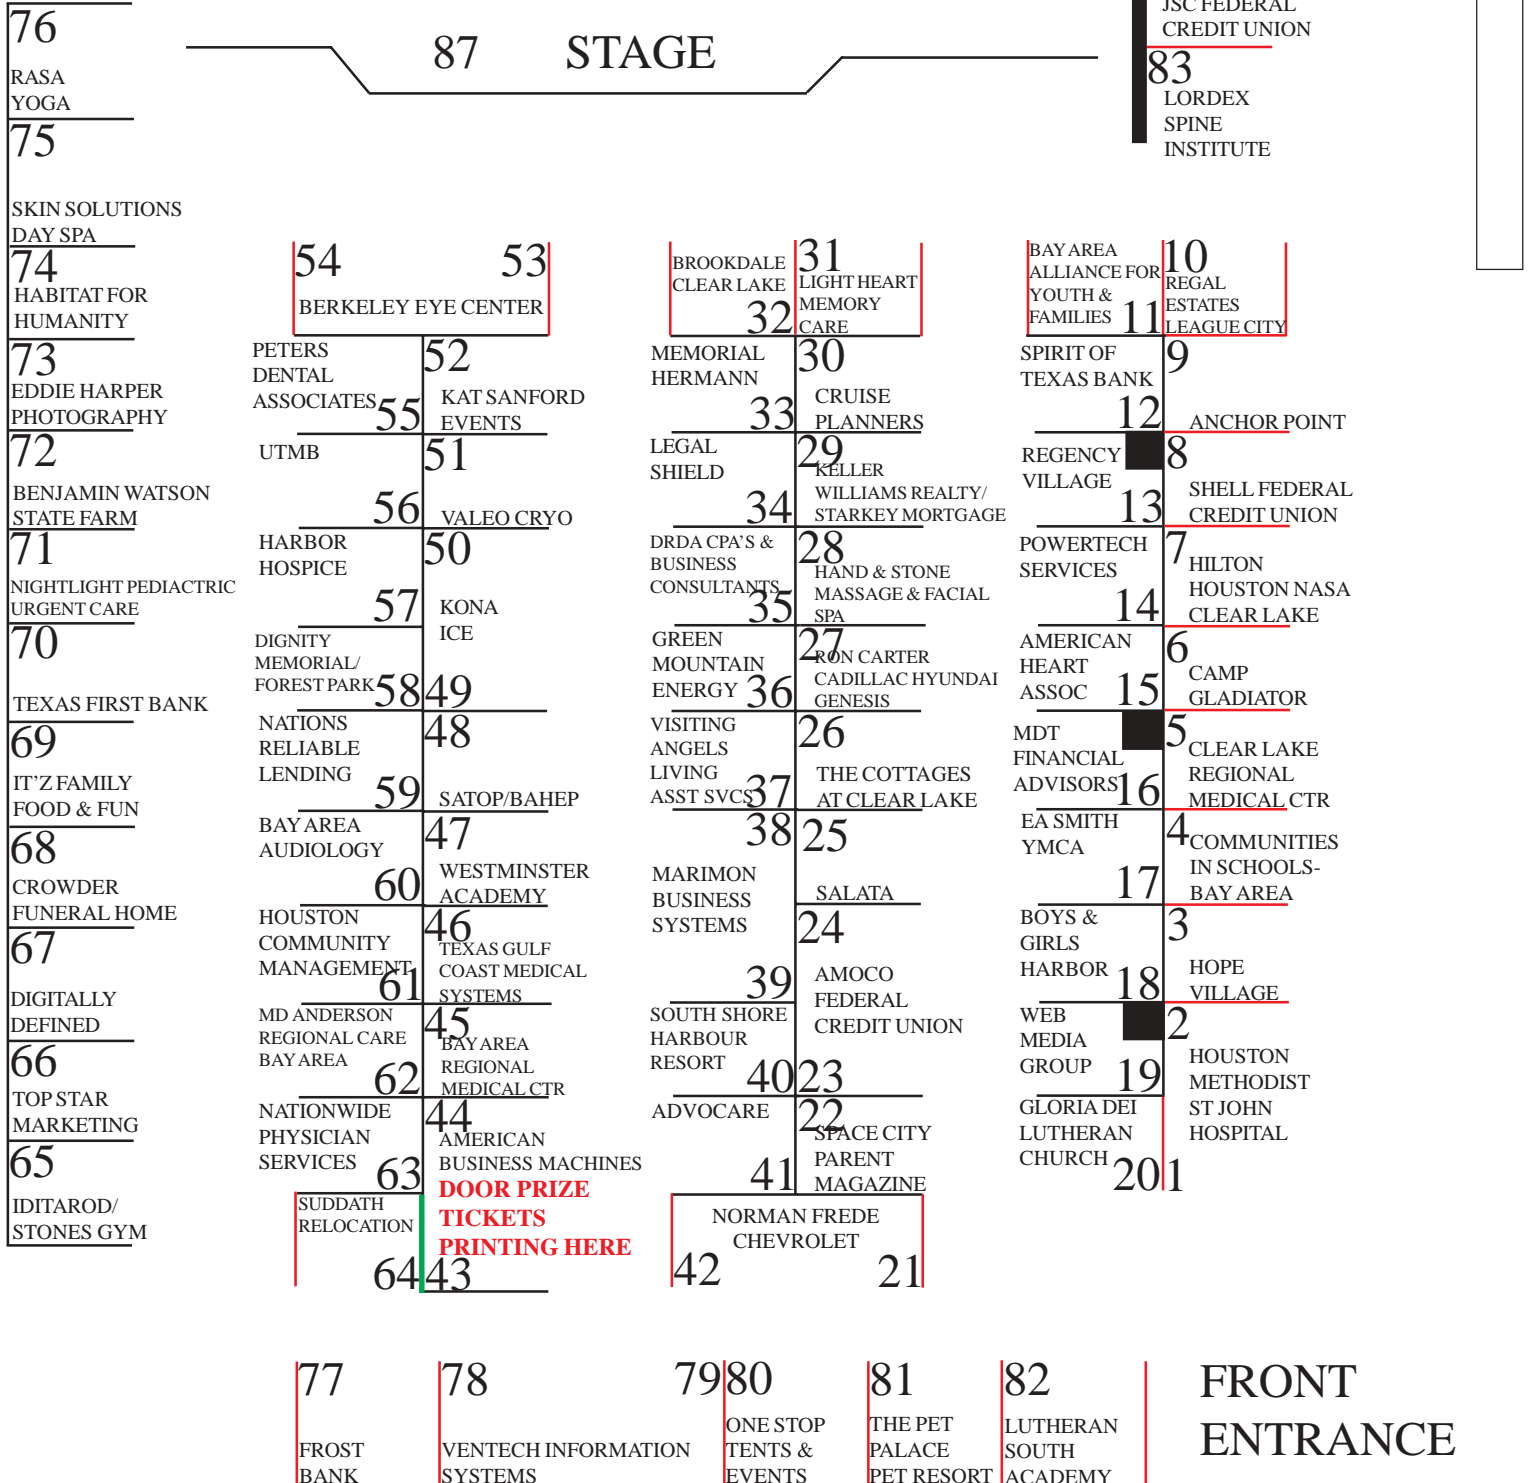 76
RASA
YOGA
75
SKIN SOLUTIONS
DAY SPA
74
HABITAT FOR
HUMANITY
73
EDDIE HARPER
PHOTOGRAPHY
72
BENJAMIN WATSON
STATE FARM
71
NIGHTLIGHT PEDIACTRIC
URGENT CARE
70
TEXAS FIRST BANK
69
IT'Z FAMILY
FOOD & FUN
68
CROWDER
FUNERAL HOME
67
DIGITALLY
DEFINED
66
TOP STAR
MARKETING
65
IDITAROD/
STONES GYM
87 STAGE
JSC FEDERAL
CREDIT UNION
83
LORDEX
SPINE
INSTITUTE
54 53
BERKELEY EYE CENTER
PETERS
DENTAL
ASSOCIATES
55
UTMB
56
HARBOR
HOSPICE
57
DIGNITY
MEMORIAL/
FOREST PARK
58
NATIONS
RELIABLE
LENDING
59
BAY AREA
AUDIOLOGY
60
HOUSTON
COMMUNITY
MANAGEMENT
61
MD ANDERSON
REGIONAL CARE
BAY AREA
62
NATIONWIDE
PHYSICIAN
SERVICES
63
SUDDATH
RELOCATION
64
52
KAT SANFORD
EVENTS
51
VALEO CRYO
50
KONA
ICE
49
48
SATOP/BAHEP
47
WESTMINSTER
ACADEMY
46
TEXAS GULF
COAST MEDICAL
SYSTEMS
45
BAY AREA
REGIONAL
MEDICAL CTR
44
AMERICAN
BUSINESS MACHINES
DOOR PRIZE
TICKETS
PRINTING HERE
43
BROOKDALE
CLEAR LAKE
32
MEMORIAL
HERMANN
33
LEGAL
SHIELD
34
DRDA CPA'S &
BUSINESS
CONSULTANTS
35
GREEN
MOUNTAIN
ENERGY
36
VISITING
ANGELS
LIVING
ASST SVCS
37
38
MARIMON
BUSINESS
SYSTEMS
39
SOUTH SHORE
HARBOUR
RESORT
40
ADVOCARE
41
31
LIGHT HEART
MEMORY
CARE
30
CRUISE
PLANNERS
29
KELLER
WILLIAMS REALTY/
STARKEY MORTGAGE
28
HAND & STONE
MASSAGE & FACIAL
SPA
27
RON CARTER
CADILLAC HYUNDAI
GENESIS
26
THE COTTAGES
AT CLEAR LAKE
25
SALATA
24
AMOCO
FEDERAL
CREDIT UNION
23
22
SPACE CITY
PARENT
MAGAZINE
NORMAN FREDE
CHEVROLET
42 21
BAY AREA
ALLIANCE FOR
YOUTH &
FAMILIES
11
SPIRIT OF
TEXAS BANK
12
REGENCY
VILLAGE
13
POWERTECH
SERVICES
14
AMERICAN
HEART
ASSOC
15
MDT
FINANCIAL
ADVISORS
16
EA SMITH
YMCA
17
BOYS &
GIRLS
HARBOR
18
WEB
MEDIA
GROUP
19
GLORIA DEI
LUTHERAN
CHURCH
20
10
REGAL
ESTATES
LEAGUE CITY
9
ANCHOR POINT
8
SHELL FEDERAL
CREDIT UNION
7
HILTON
HOUSTON NASA
CLEAR LAKE
6
CAMP
GLADIATOR
5
CLEAR LAKE
REGIONAL
MEDICAL CTR
4
COMMUNITIES
IN SCHOOLS-
BAY AREA
3
HOPE
VILLAGE
2
HOUSTON
METHODIST
ST JOHN
HOSPITAL
1
77
FROST
BANK
78
VENTECH INFORMATION
SYSTEMS
79
80
ONE STOP
TENTS &
EVENTS
81
THE PET
PALACE
PET RESORT
82
LUTHERAN
SOUTH
ACADEMY
FRONT
ENTRANCE